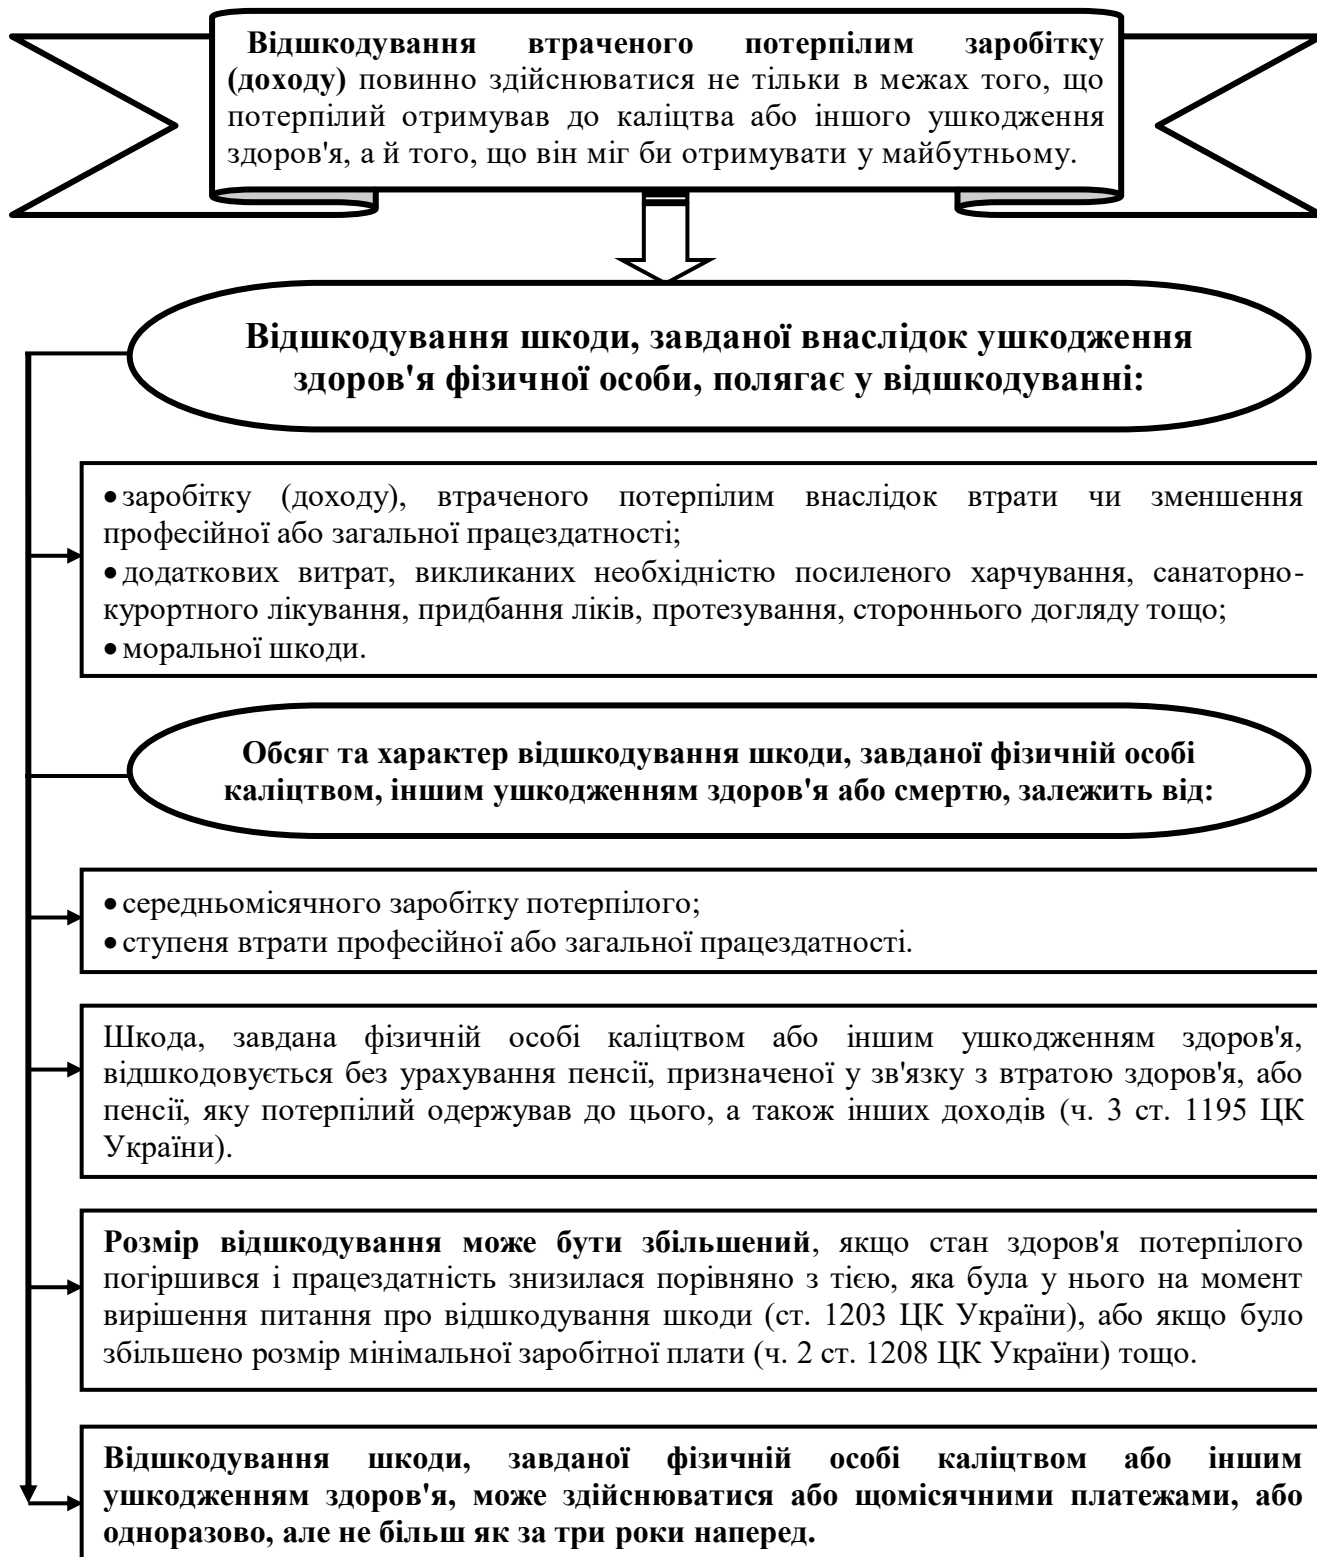 Відшкодування втраченого потерпілим заробітку
(доходу) повинно здійснюватися не тільки в межах того, що
потерпілий отримував до каліцтва або іншого ушкодження
здоров'я, а й того, що він міг би отримувати у майбутньому.
Відшкодування шкоди, завданої внаслідок ушкодження
здоров'я фізичної особи, полягає у відшкодуванні:
• заробітку (доходу), втраченого потерпілим внаслідок втрати чи зменшення
професійної або загальної працездатності;
• додаткових витрат, викликаних необхідністю посиленого харчування, санаторно-
курортного лікування, придбання ліків, протезування, стороннього догляду тощо;
• моральної шкоди.
Обсяг та характер відшкодування шкоди, завданої фізичній особі
каліцтвом, іншим ушкодженням здоров'я або смертю, залежить від:
• середньомісячного заробітку потерпілого;
• ступеня втрати професійної або загальної працездатності.
Шкода, завдана фізичній особі каліцтвом або іншим ушкодженням здоров'я,
відшкодовується без урахування пенсії, призначеної у зв'язку з втратою здоров'я, або
пенсії, яку потерпілий одержував до цього, а також інших доходів (ч. 3 ст. 1195 ЦК
України).
Розмір відшкодування може бути збільшений, якщо стан здоров'я потерпілого
погіршився і працездатність знизилася порівняно з тією, яка була у нього на момент
вирішення питання про відшкодування шкоди (ст. 1203 ЦК України), або якщо було
збільшено розмір мінімальної заробітної плати (ч. 2 ст. 1208 ЦК України) тощо.
Відшкодування шкоди, завданої фізичній особі каліцтвом або іншим
ушкодженням здоров'я, може здійснюватися або щомісячними платежами, або
одноразово, але не більш як за три роки наперед.